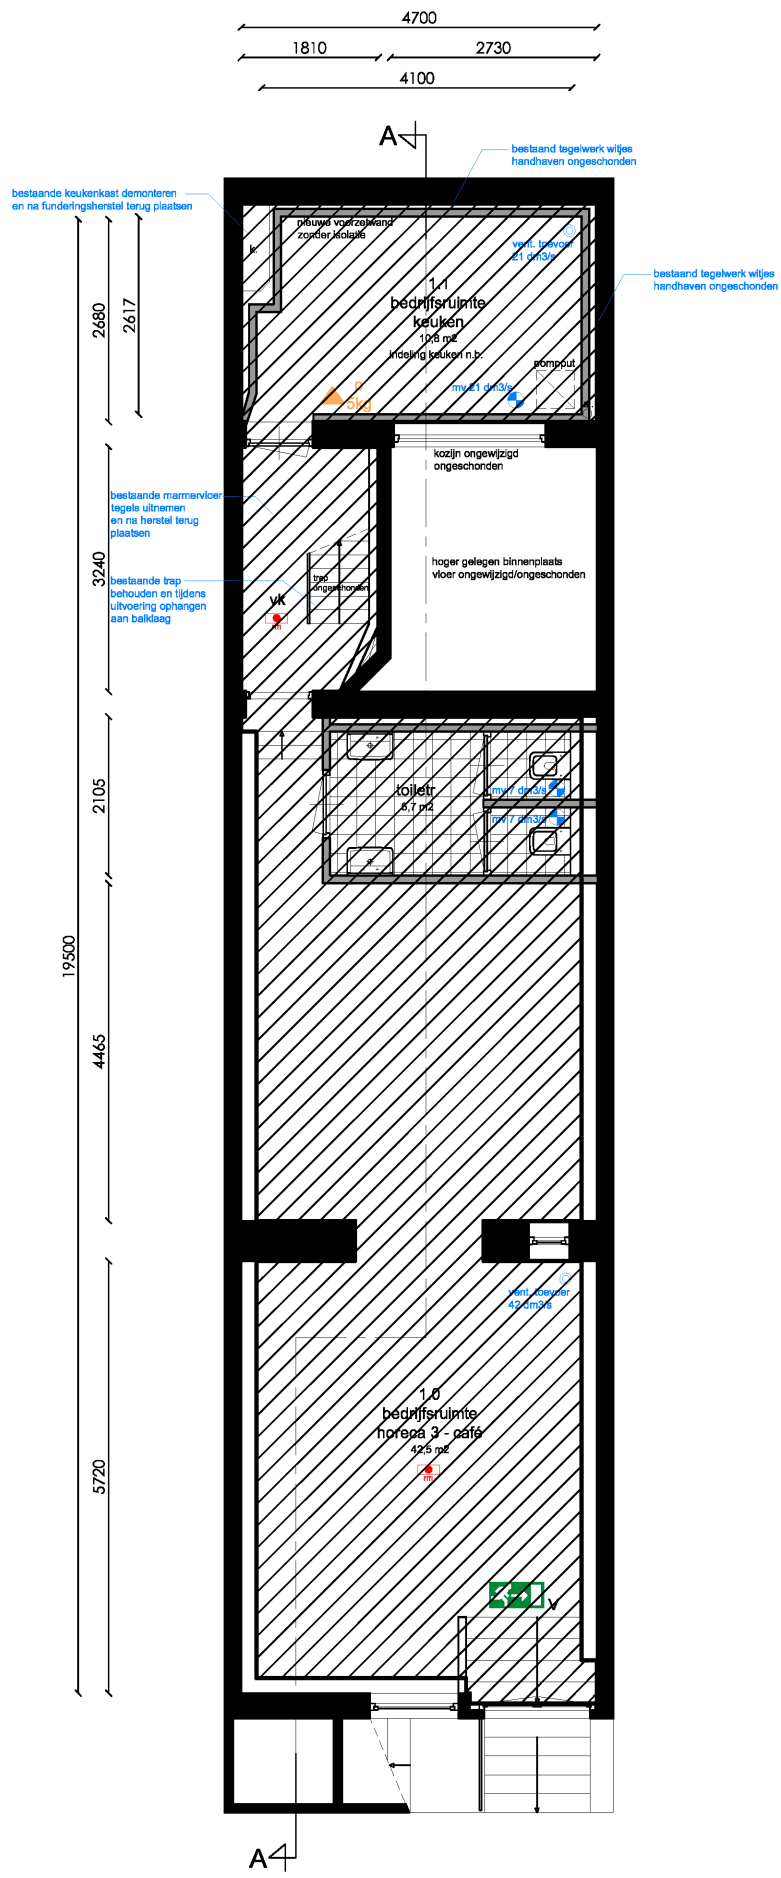 4700
1810
2730
4100
A
bestaand tegelwerk witjes
handhaven ongeschonden
bestaande keukenkast demonteren
en na funderingsherstel terug plaatsen
nieuwe voorzetwand
zonder isolatie
k.
vent. toevoer
21 dm3/s
bestaand tegelwerk witjes
handhaven ongeschonden
1.1
bedrijfsruimte
keuken
10,8 m2
indeling keuken n.b.
2680
2617
pompput
mv 21 dm3/s
P
5kg
kozijn ongewijzigd
ongeschonden
bestaande marmervloer
tegels uitnemen
en na herstel terug
plaatsen
3240
hoger gelegen binnenplaats
vloer ongewijzigd/ongeschonden
bestaande trap
behouden en tijdens
uitvoering ophangen
aan balklaag
trap
ongeschonden
vk
rm
2105
toiletr.
6,7 m2
mv 7 dm3/s
mv 7 dm3/s
19500
4465
vent. toevoer
42 dm3/s
1.0
bedrijfsruimte
horeca 3 - café
42,5 m2
rm
5720
V
A